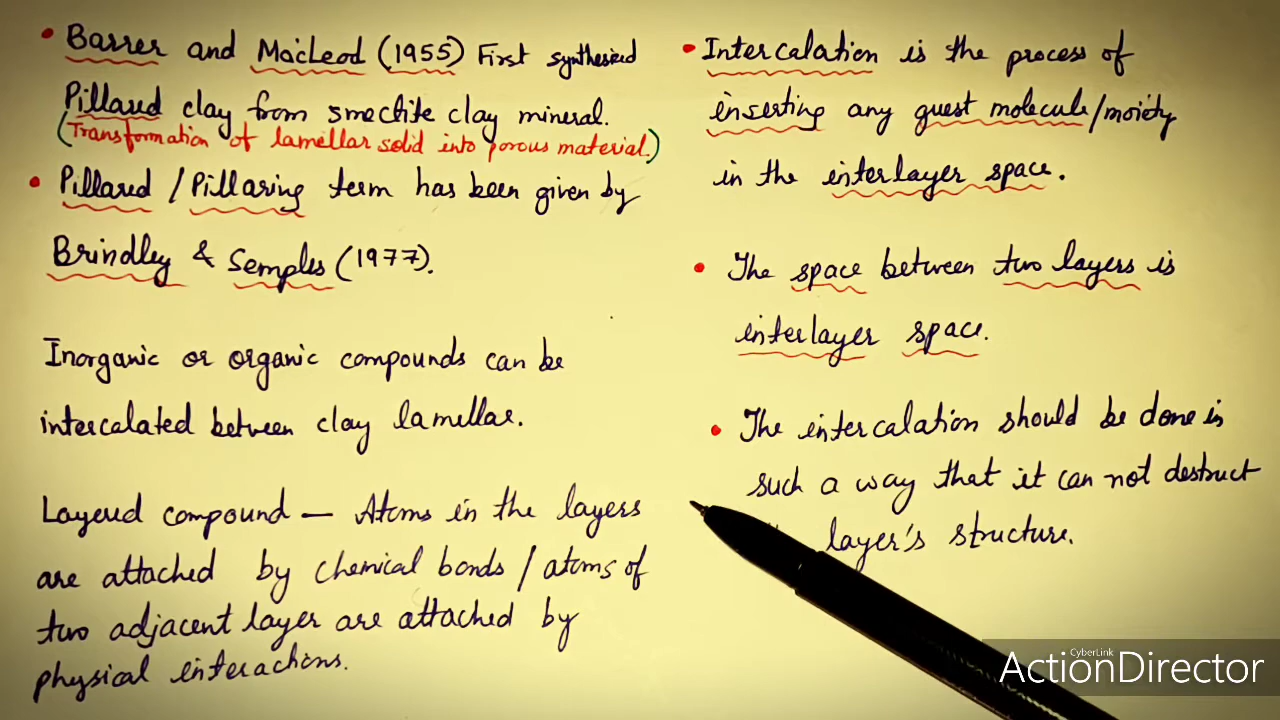 Barrer and MacLeod (1955) First synthesised
Pillared clay from smectite clay mineral.
(Transformation of lamellar solid into porous material.)
Pillared / Pillaring term has been given by
Brindley & Semples (1977).
Inorganic or organic compounds can be
intercalated between clay lamellar.
Layered compound — Atoms in the layers
are attached by chemical bonds / atoms of
two adjacent layer are attached by
physical interactions.
Intercalation is the process of
inserting any guest molecule/moiety
in the interlayer space.
The space between two layers is
interlayer space.
The intercalation should be done in
such a way that it can not destruct
layer's structure.
CyberLink
ActionDirector